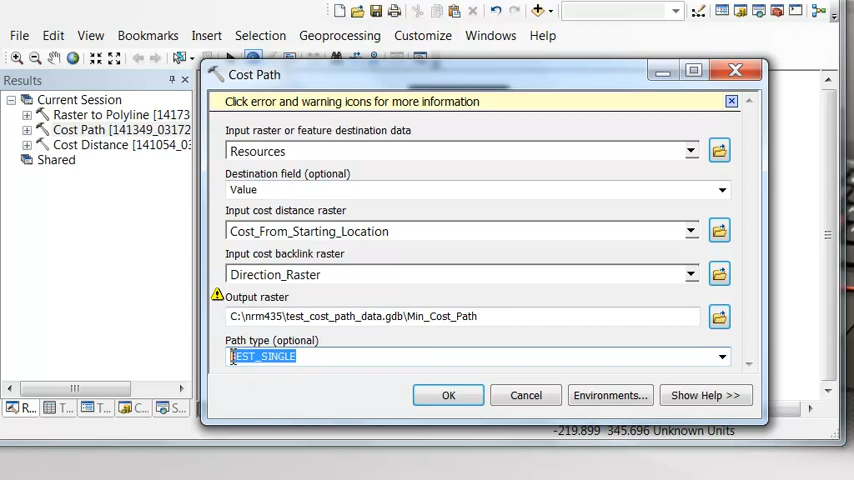 File Edit View Bookmarks Insert Selection Geoprocessing Customize Windows Help
Results
Current Session
Raster to Polyline [14173
Cost Path [141349_03172
Cost Distance [141054_03
Shared
Cost Path
Click error and warning icons for more information
Input raster or feature destination data
Resources
Destination field (optional)
Value
Input cost distance raster
Cost_From_Starting_Location
Input cost backlink raster
Direction_Raster
Output raster
C:\nrm435\test_cost_path_data.gdb\Min_Cost_Path
Path type (optional)
BEST_SINGLE
OK Cancel Environments... Show Help >>
R... T... T... C... S...
-219.899 345.696 Unknown Units